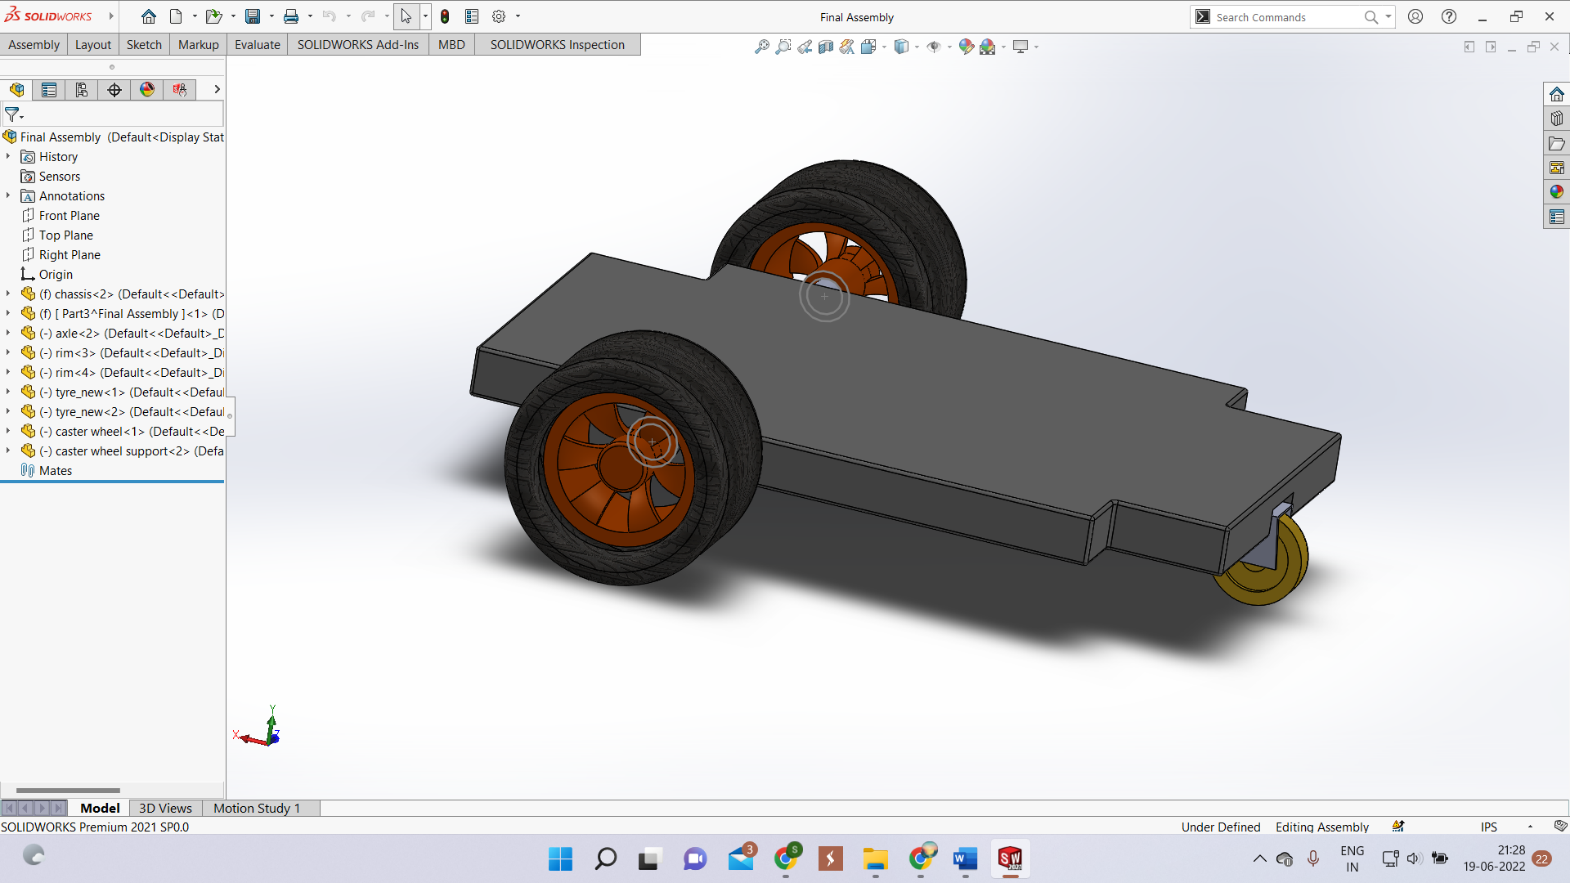 SOLIDWORKS
Final Assembly
Search Commands
Assembly Layout Sketch Markup Evaluate SOLIDWORKS Add-Ins MBD SOLIDWORKS Inspection
Final Assembly (Default<Display Stat
History
Sensors
Annotations
Front Plane
Top Plane
Right Plane
Origin
(f) chassis<2> (Default<<Default>
(f) [ Part3^Final Assembly ]<1> (D
(-) axle<2> (Default<<Default>_D
(-) rim<3> (Default<<Default>_Di
(-) rim<4> (Default<<Default>_Di
(-) tyre_new<1> (Default<<Defaul
(-) tyre_new<2> (Default<<Defaul
(-) caster wheel<1> (Default<<De
(-) caster wheel support<2> (Defa
Mates
Y
X
Z
Model 3D Views Motion Study 1
SOLIDWORKS Premium 2021 SP0.0
Under Defined Editing Assembly IPS
3
S
W
SW
2021
ENG
IN
21:28
19-06-2022
22